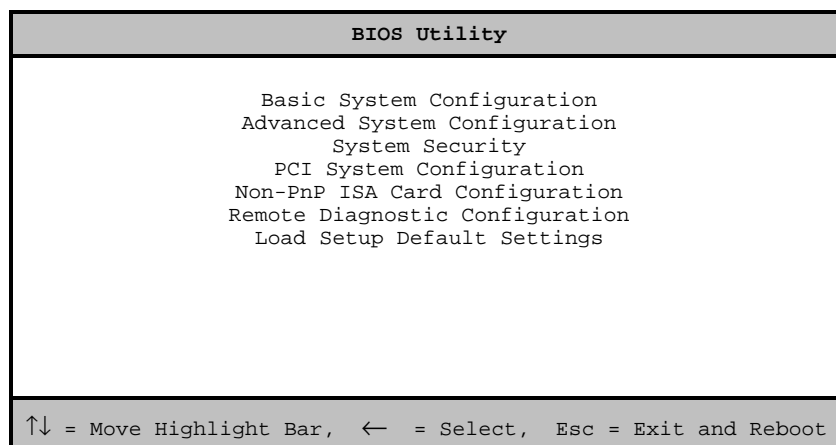 BIOS Utility
Basic System Configuration
Advanced System Configuration
System Security
PCI System Configuration
Non-PnP ISA Card Configuration
Remote Diagnostic Configuration
Load Setup Default Settings
↑↓ = Move Highlight Bar, ← = Select, Esc = Exit and Reboot